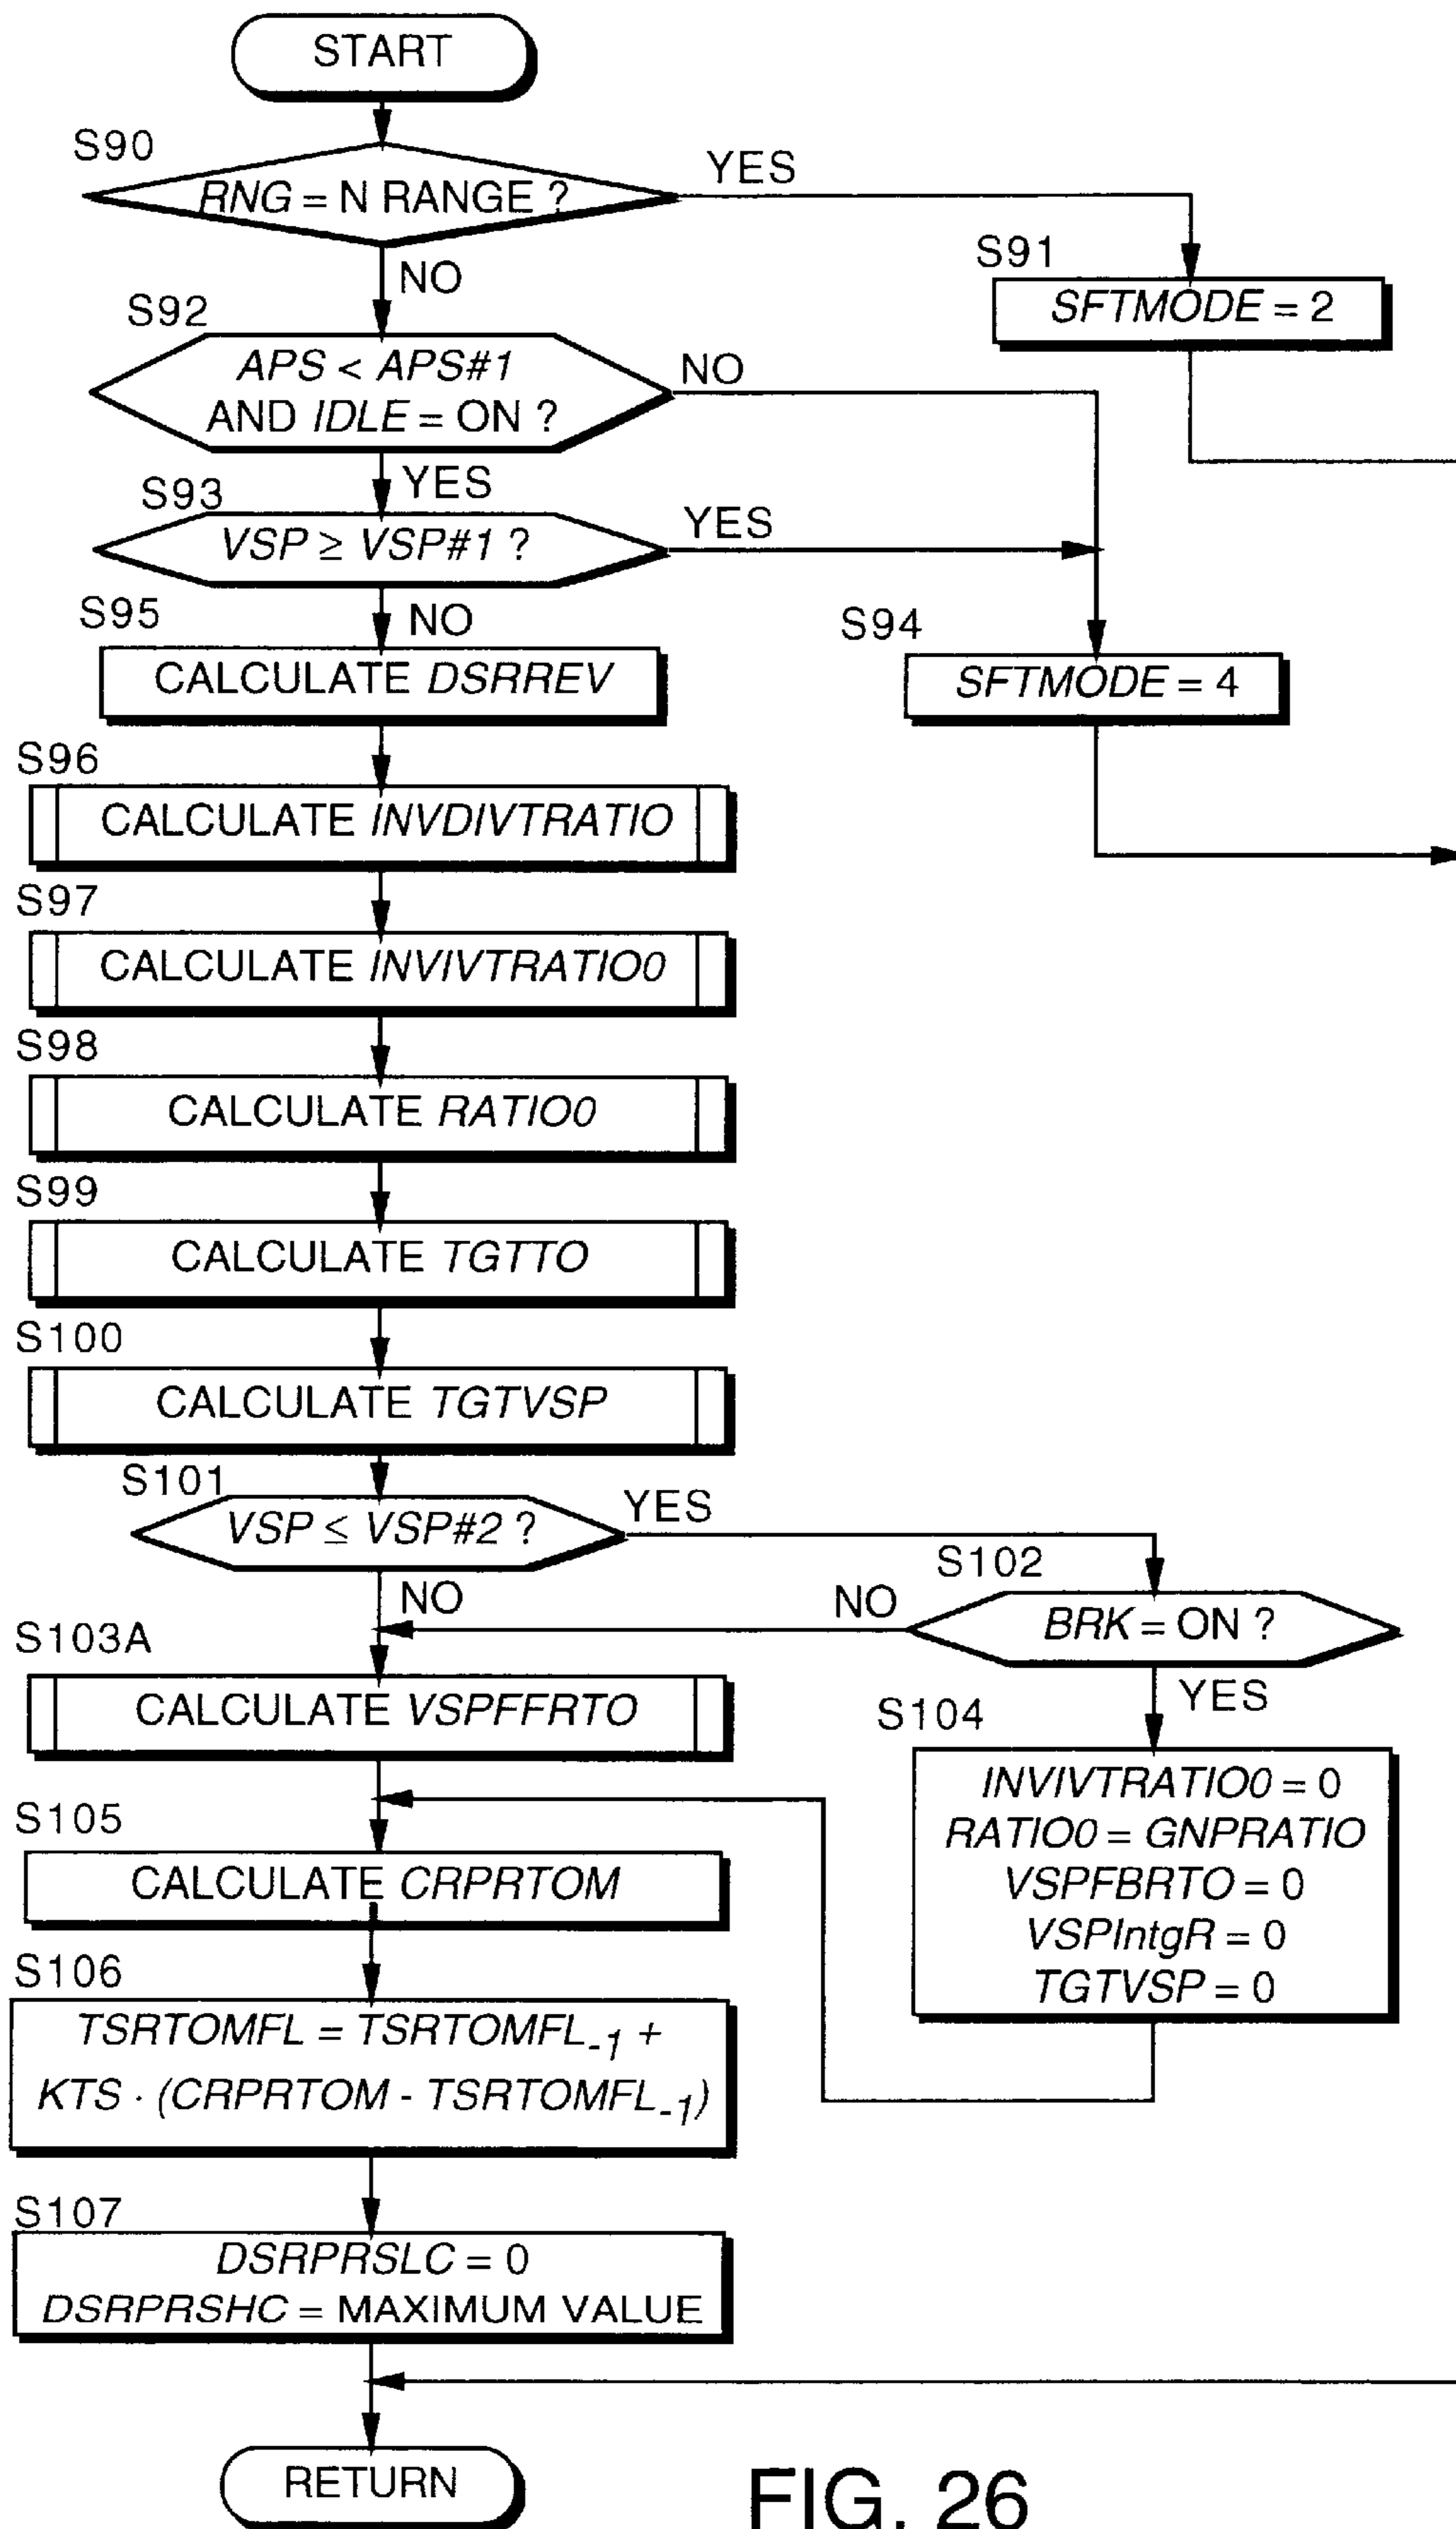 START
S90
RNG = N RANGE ?
YES
NO
S91
SFTMODE = 2
S92
APS < APS#1
AND IDLE = ON ?
NO
YES
S93
VSP ≥ VSP#1 ?
YES
NO
S94
SFTMODE = 4
S95
CALCULATE DSRREV
S96
CALCULATE INVDIVTRATIO
S97
CALCULATE INVIVTRATIO0
S98
CALCULATE RATIO0
S99
CALCULATE TGTTO
S100
CALCULATE TGTVSP
S101
VSP ≤ VSP#2 ?
YES
NO
S102
BRK = ON ?
NO
YES
S103A
CALCULATE VSPFFRTO
S104
INVIVTRATIO0 = 0
RATIO0 = GNPRATIO
VSPFBRTO = 0
VSPIntgR = 0
TGTVSP = 0
S105
CALCULATE CRPRTOM
S106
TSRTOMFL = TSRTOMFL-1 +
KTS · (CRPRTOM - TSRTOMFL-1)
S107
DSRPRSLC = 0
DSRPRSHC = MAXIMUM VALUE
RETURN
FIG. 26